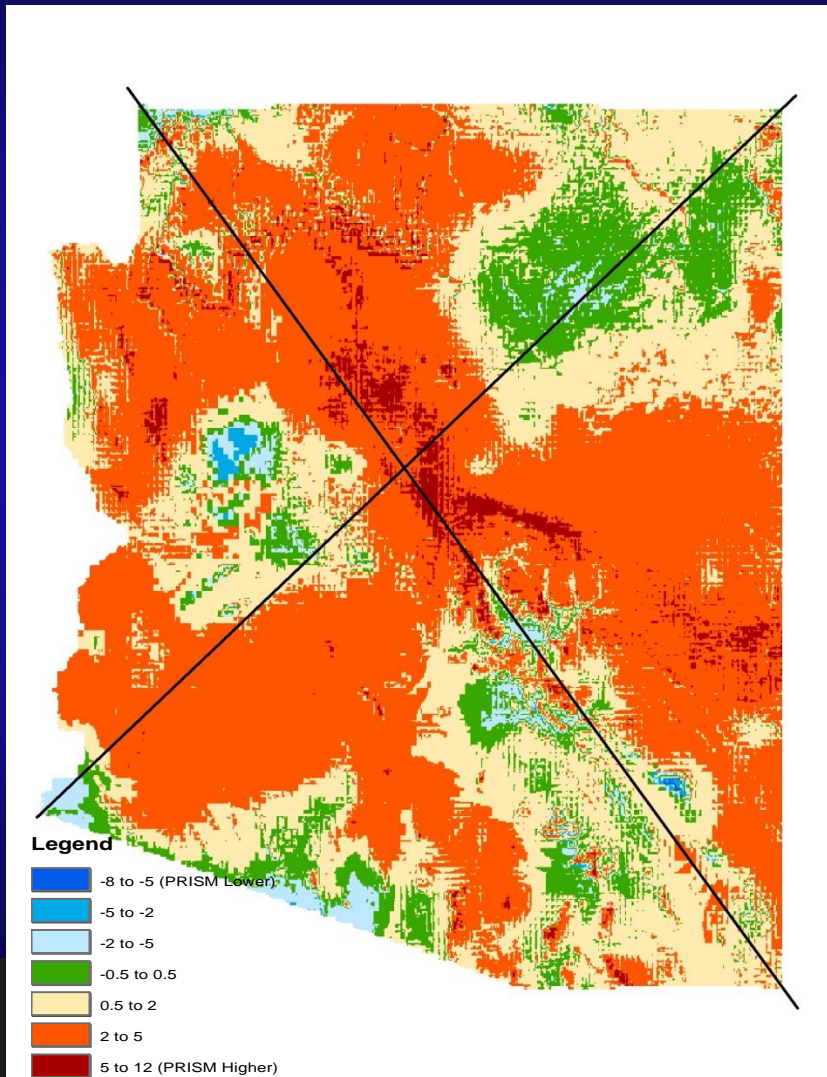 Legend
-8 to -5 (PRISM Lower)
-5 to -2
-2 to -5
-0.5 to 0.5
0.5 to 2
2 to 5
5 to 12 (PRISM Higher)